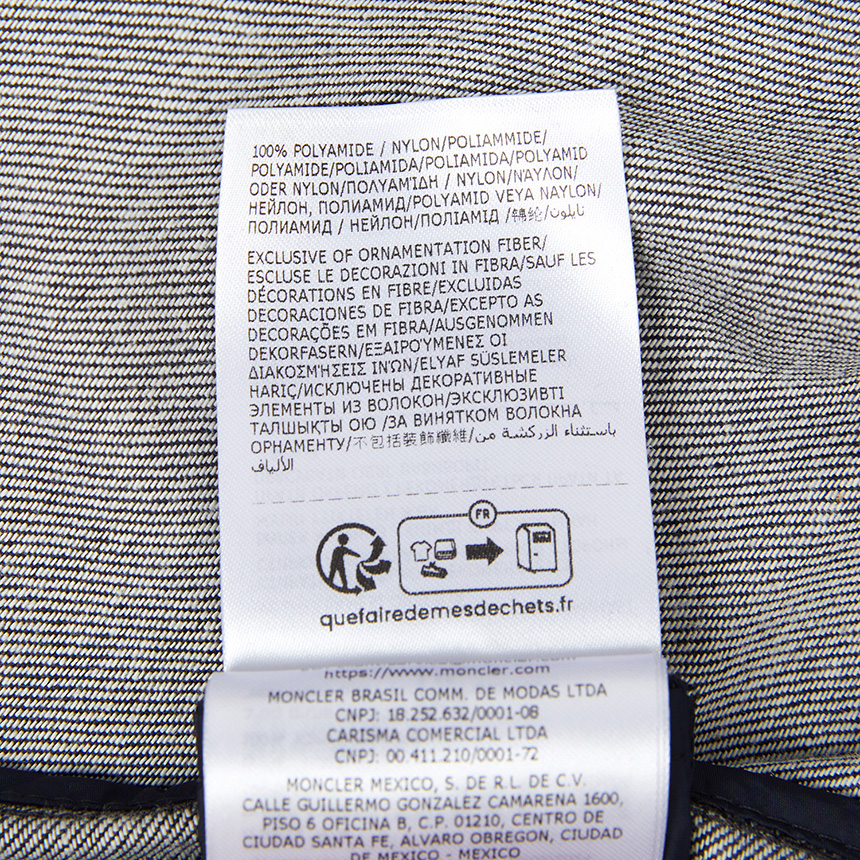 100% POLYAMIDE / NYLON/POLIAMMIDE/
POLYAMIDE/POLIAMIDA/POLIAMIDA/POLYAMID
ODER NYLON/ΠΟΛΥΑΜΊΔΗ / NYLON/ΝΆΥΛΟΝ/
НЕЙЛОН, ПОЛИАМИД/POLYAMID VEYA NAYLON/
ПОЛИАМИД / НЕЙЛОН/ПОЛІАМІД /锦纶/نايلون
EXCLUSIVE OF ORNAMENTATION FIBER/
ESCLUSE LE DECORAZIONI IN FIBRA/SAUF LES
DÉCORATIONS EN FIBRE/EXCLUIDAS
DECORACIONES DE FIBRA/EXCEPTO AS
DECORAÇÕES EM FIBRA/AUSGENOMMEN
DEKORFASERN/ΕΞΑΙΡΟΎΜΕΝΕΣ ΟΙ
ΔΙΑΚΟΣΜΉΣΕΙΣ ΙΝΏΝ/ELYAF SÜSLEMELER
HARİÇ/ИСКЛЮЧЕНЫ ДЕКОРАТИВНЫЕ
ЭЛЕМЕНТЫ ИЗ ВОЛОКОН/ЭКСКЛЮЗИВТІ
ТАЛШЫҚТЫ ОЮ /ЗА ВИНЯТКОМ ВОЛОКНА
ОРНАМЕНТУ/不包括装飾纖維/باستثناء الزركشة من
الألياف
FR
quefairedemesdechets.fr
https://www.moncler.com
MONCLER BRASIL COMM. DE MODAS LTDA
CNPJ: 18.252.632/0001-08
CARISMA COMERCIAL LTDA
CNPJ: 00.411.210/0001-72
MONCLER MEXICO, S. DE R.L. DE C.V.
CALLE GUILLERMO GONZALEZ CAMARENA 1600,
PISO 6 OFICINA B, C.P. 01210, CENTRO DE
CIUDAD SANTA FE, ALVARO OBREGON, CIUDAD
DE MEXICO - MEXICO